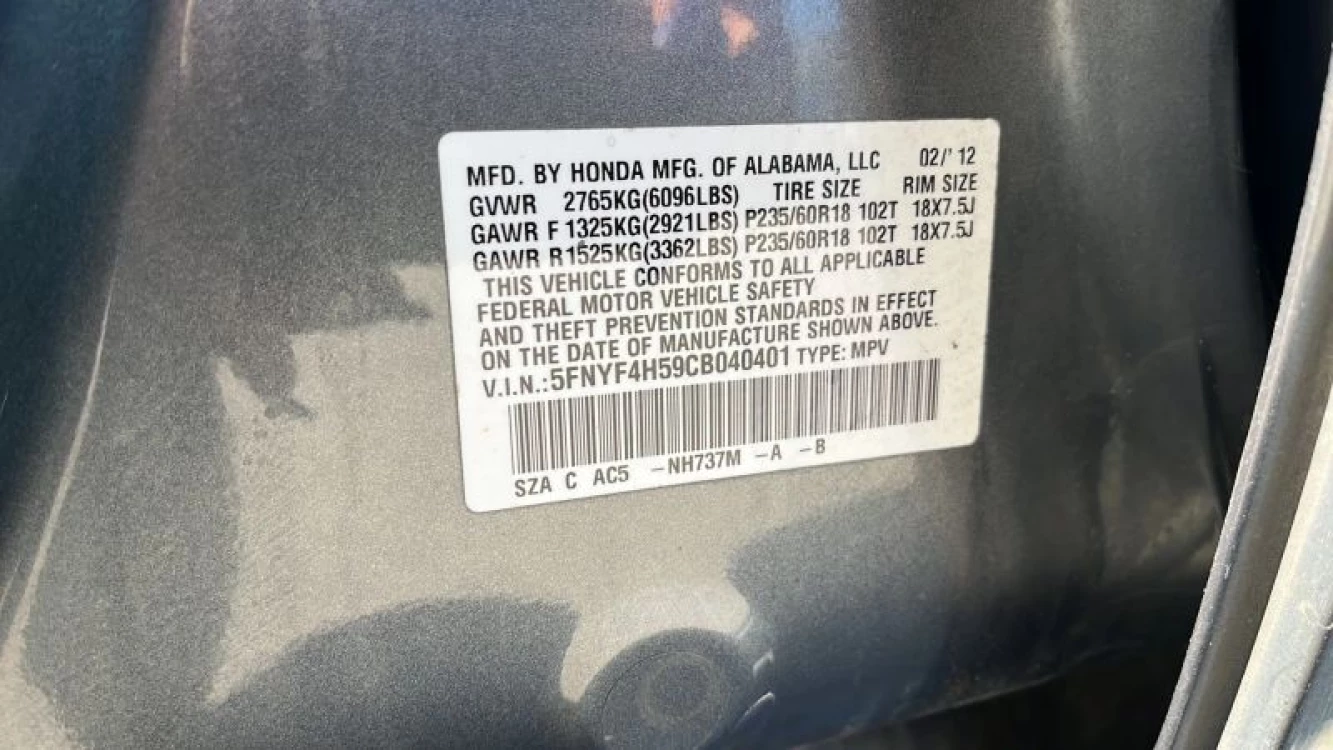 MFD. BY HONDA MFG. OF ALABAMA, LLC 02/'12
GVWR 2765KG(6096LBS) TIRE SIZE RIM SIZE
GAWR F 1325KG(2921LBS) P235/60R18 102T 18X7.5J
GAWR R 1525KG(3362LBS) P235/60R18 102T 18X7.5J
THIS VEHICLE CONFORMS TO ALL APPLICABLE
FEDERAL MOTOR VEHICLE SAFETY
AND THEFT PREVENTION STANDARDS IN EFFECT
ON THE DATE OF MANUFACTURE SHOWN ABOVE.
V.I.N.:5FNYF4H59CB040401 TYPE: MPV
SZA C AC5 -NH737M -A -B